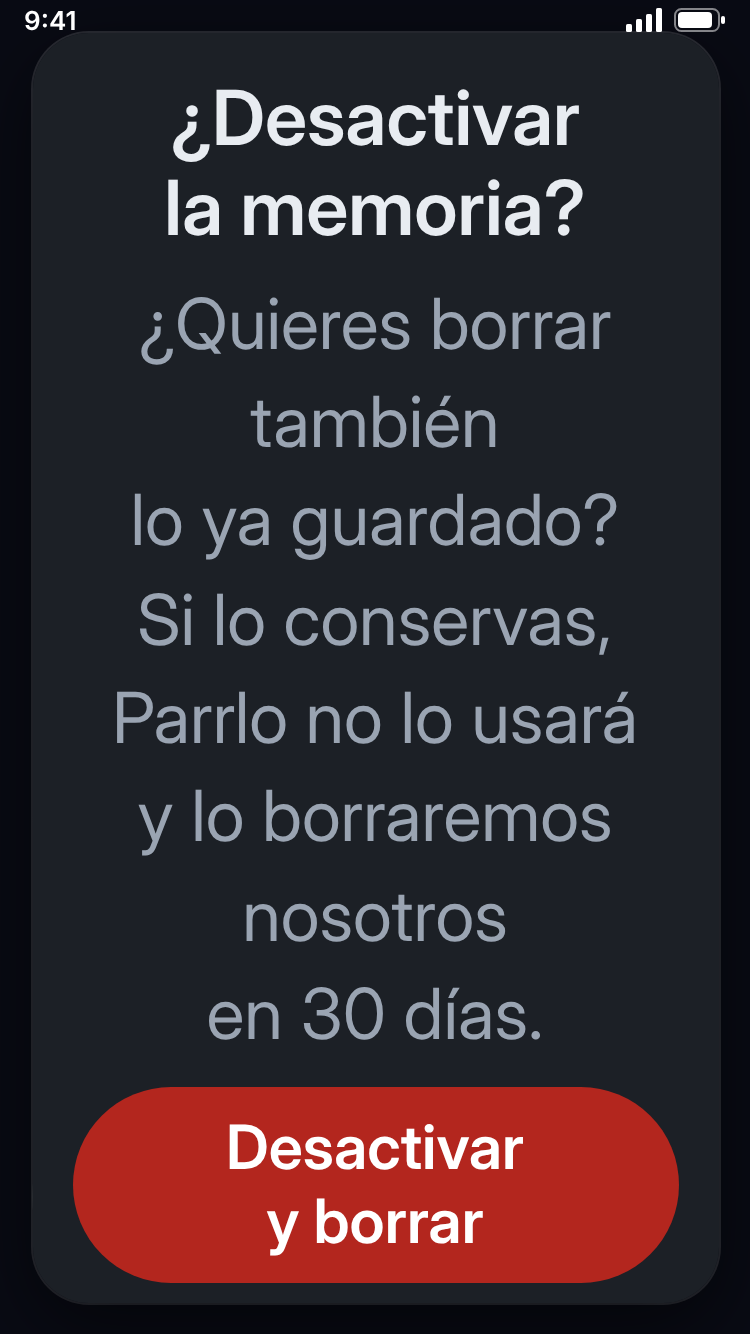 9:41
¿Desactivar
la memoria?
¿Quieres borrar
también
lo ya guardado?
Si lo conservas,
Parrlo no lo usará
y lo borraremos
nosotros
en 30 días.
Desactivar
y borrar